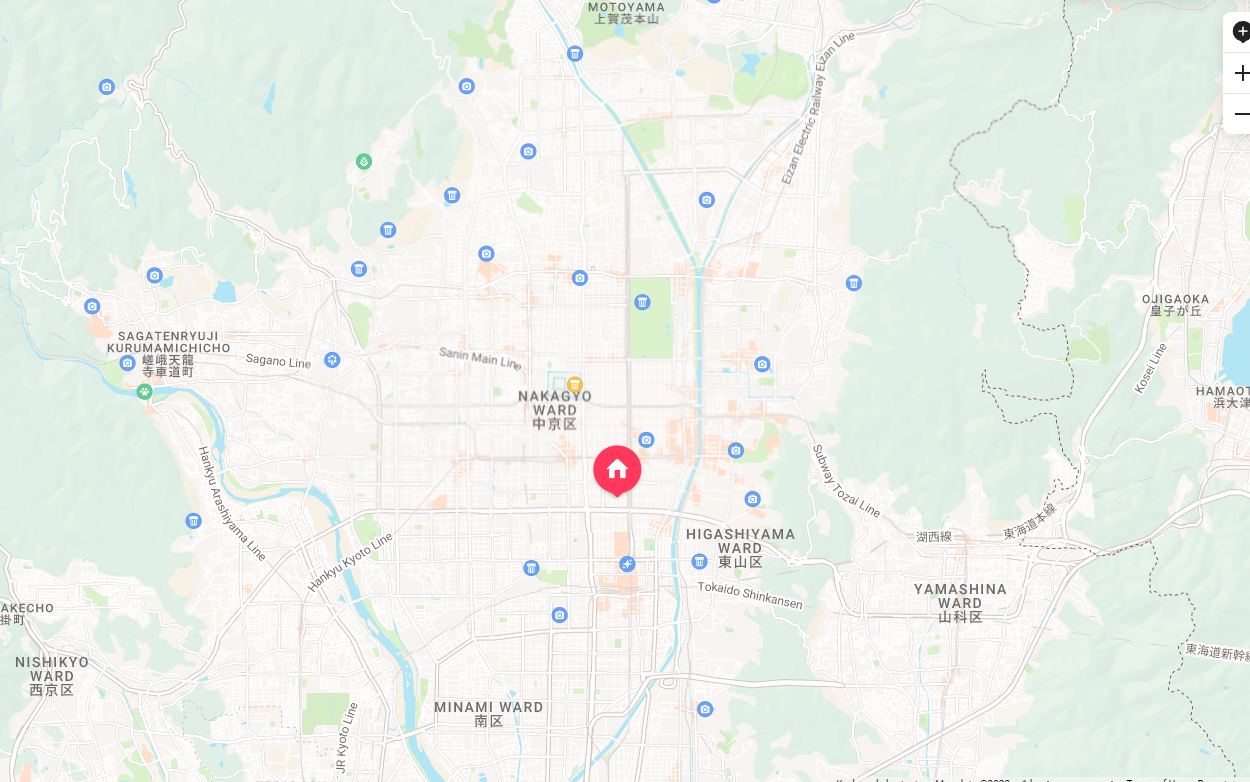 MOTOYAMA
上賀茂本山
Eizan Electric Railway Eizan Line
OJIGAOKA
皇子が丘
SAGATENRYUJI
KURUMAMICHICHO
嵯峨天龍
寺車道町
Sagano Line
Sanin Main Line
Kosei Line
HAMAOT
浜大津
NAKAGYO
WARD
中京区
Hankyu Arashiyama Line
Subway Tozai Line
Hankyu Kyoto Line
HIGASHIYAMA
WARD
東山区
湖西線
東海道本線
Tokaido Shinkansen
YAMASHINA
WARD
山科区
AKECHO
掛町
NISHIKYO
WARD
西京区
東海道新幹線
MINAMI WARD
南区
JR Kyoto Line